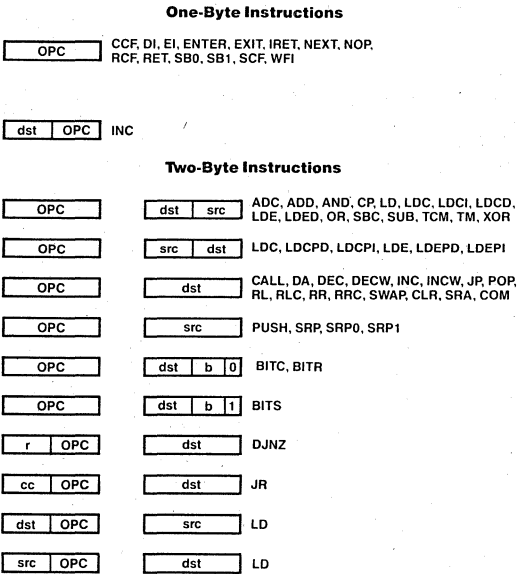 One-Byte Instructions
OPC CCF, DI, EI, ENTER, EXIT, IRET, NEXT, NOP,
RCF, RET, SB0, SB1, SCF, WFI
dst OPC INC
Two-Byte Instructions
OPC dst src ADC, ADD, AND, CP, LD, LDC, LDCI, LDCD,
LDE, LDED, OR, SBC, SUB, TCM, TM, XOR
OPC src dst LDC, LDCPD, LDCPI, LDE, LDEPD, LDEPI
OPC dst CALL, DA, DEC, DECW, INC, INCW, JP, POP,
RL, RLC, RR, RRC, SWAP, CLR, SRA, COM
OPC src PUSH, SRP, SRP0, SRP1
OPC dst b 0 BITC, BITR
OPC dst b 1 BITS
r OPC dst DJNZ
cc OPC dst JR
dst OPC src LD
src OPC dst LD